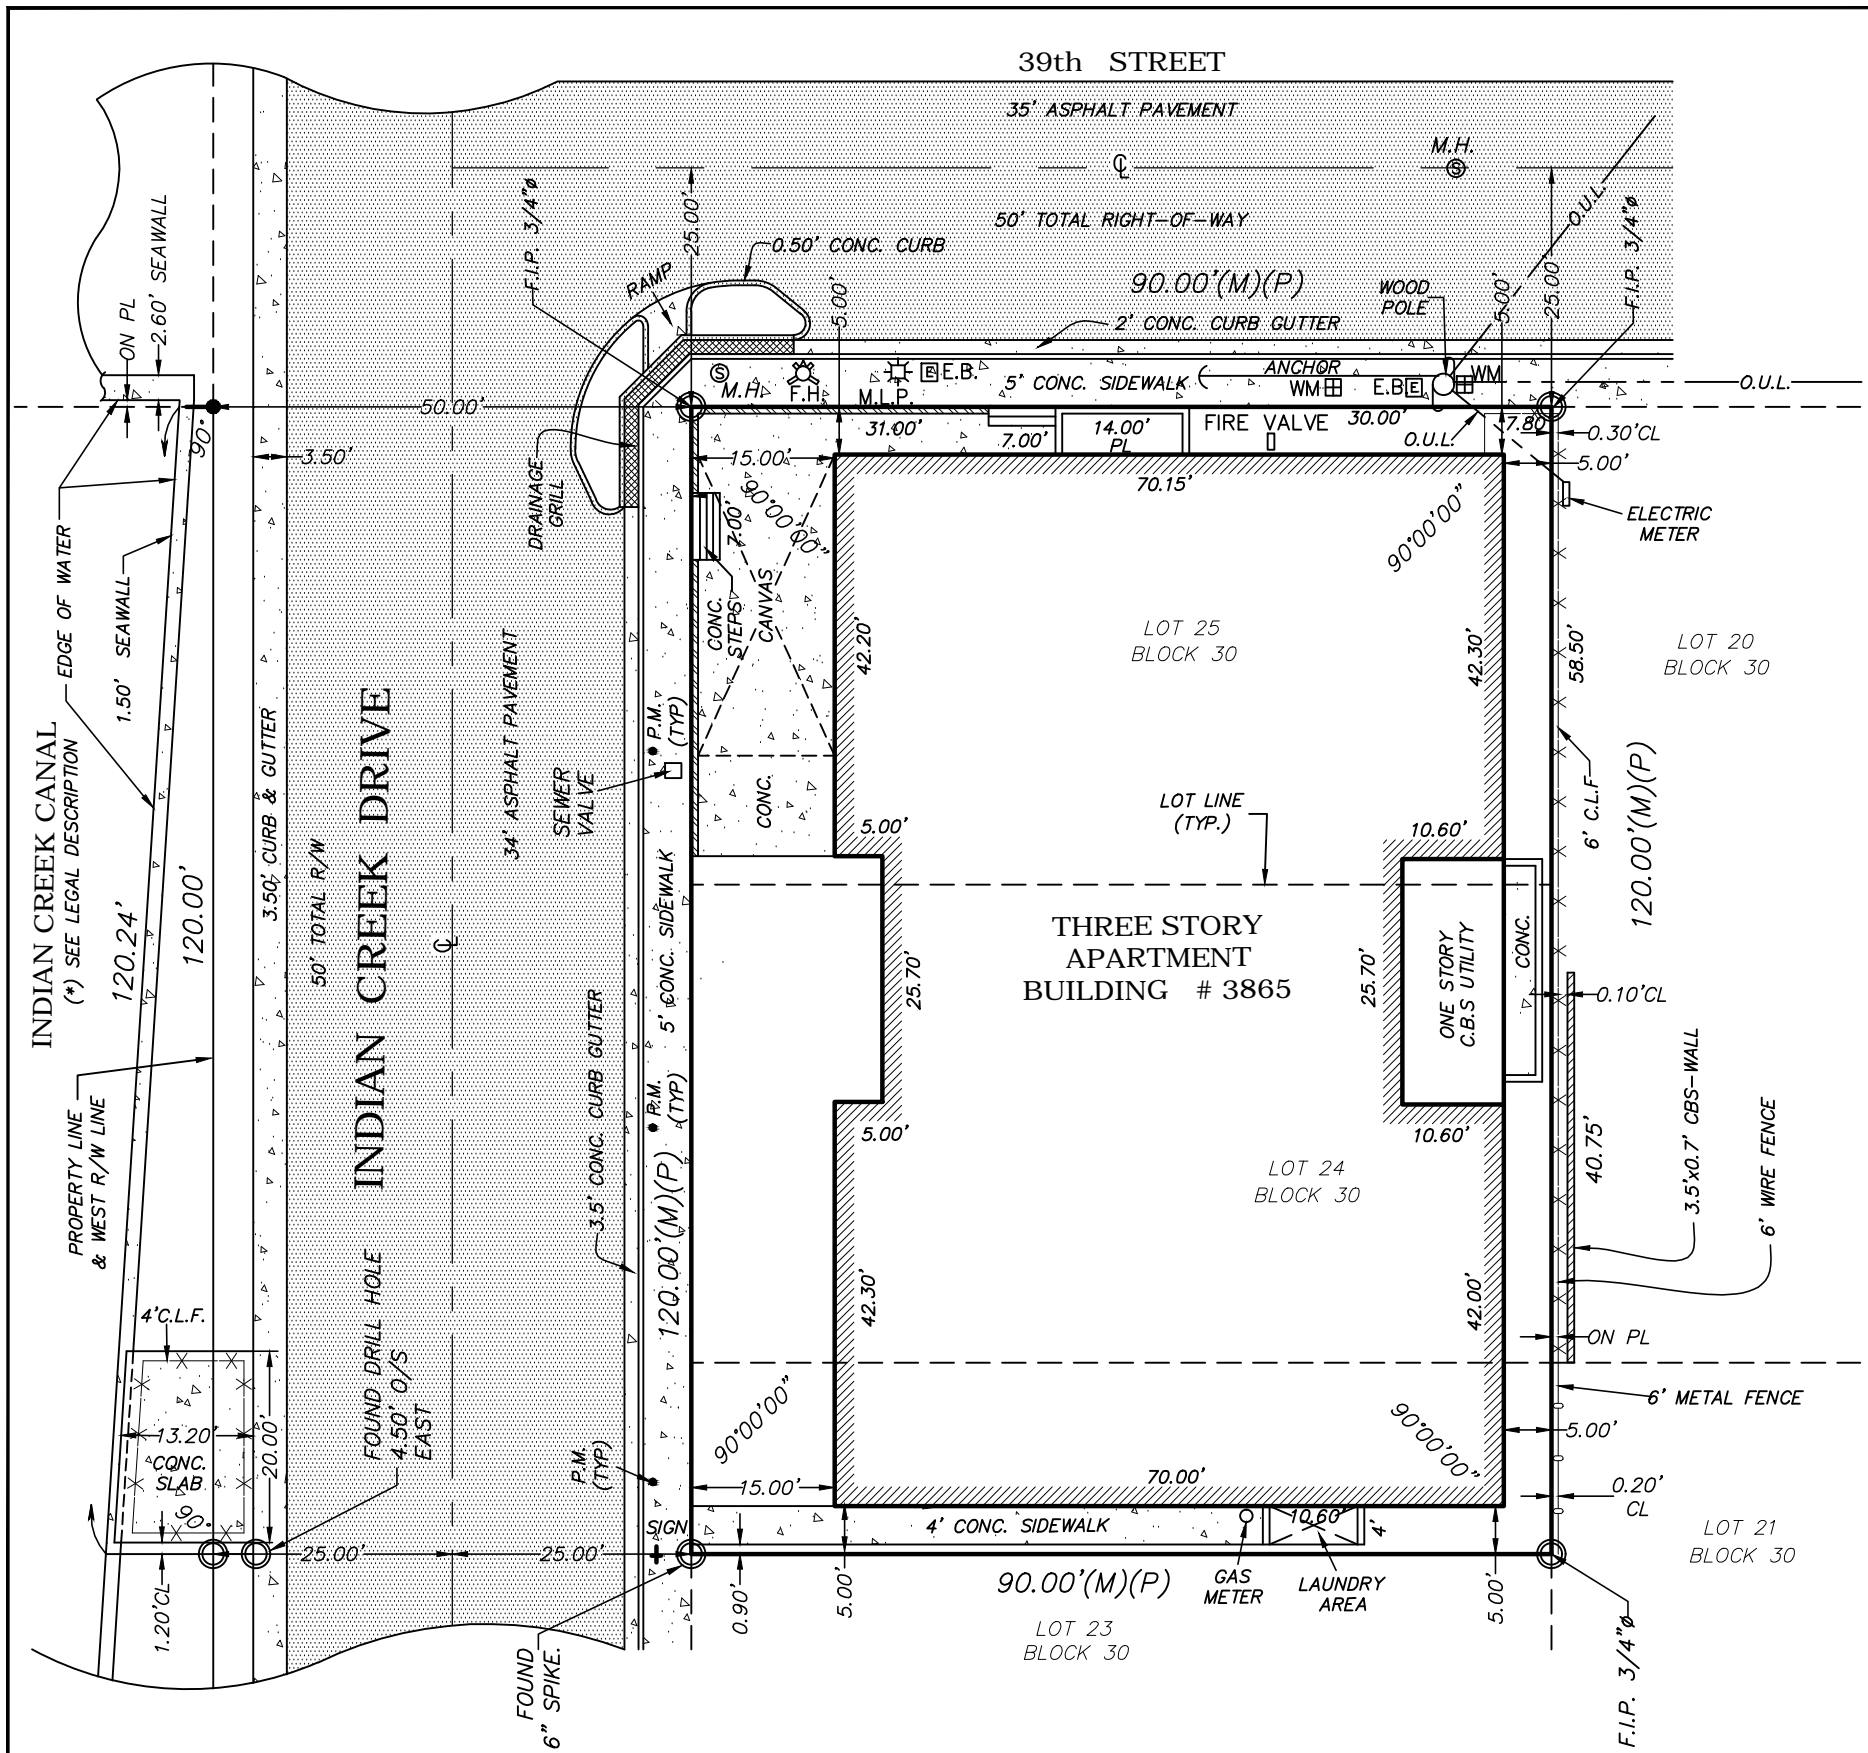 39th STREET
35' ASPHALT PAVEMENT
℄
M.H.
S
50' TOTAL RIGHT-OF-WAY
O.U.L.
F.I.P. 3/4"ø
25.00'
0.50' CONC. CURB
RAMP
5.00'
90.00'(M)(P)
WOOD
POLE
5.00'
25.00'
F.I.P. 3/4"ø
2' CONC. CURB GUTTER
ON PL
2.60' SEAWALL
S
M.H.
F.H.
M.L.P.
E
E.B.
5' CONC. SIDEWALK
ANCHOR
WM
E.B.
E
WM
O.U.L.
50.00'
90°
3.50'
31.00'
7.00'
14.00'
PL
FIRE VALVE
30.00'
O.U.L.
7.80'
0.30'CL
5.00'
15.00'
70.15'
90°00'00"
90°00'00"
7.00'
DRAINAGE
GRILL
ELECTRIC
METER
EDGE OF WATER
1.50' SEAWALL
CONC.
STEPS
CANVAS
42.20'
LOT 25
BLOCK 30
42.30'
58.50'
LOT 20
BLOCK 30
INDIAN CREEK CANAL
(*) SEE LEGAL DESCRIPTION
120.24'
120.00'
3.50' CURB & GUTTER
50' TOTAL R/W
INDIAN CREEK DRIVE
℄
34' ASPHALT PAVEMENT
SEWER
VALVE
P.M.
(TYP)
CONC.
5.00'
LOT LINE
(TYP.)
10.60'
6' C.L.F
120.00'(M)(P)
5' CONC. SIDEWALK
25.70'
THREE STORY
APARTMENT
BUILDING # 3865
25.70'
ONE STORY
C.B.S UTILITY
CONC.
0.10'CL
3.5' CONC. CURB GUTTER
P.M.
(TYP)
5.00'
10.60'
40.75'
3.5'x0.7' CBS-WALL
6' WIRE FENCE
PROPERTY LINE
& WEST R/W LINE
LOT 24
BLOCK 30
120.00'(M)(P)
42.30'
42.00'
4'C.L.F.
FOUND DRILL HOLE
4.50' O/S
EAST
ON PL
6' METAL FENCE
90°00'00"
90°00'00"
5.00'
13.20'
CONC.
SLAB
20.00'
90°
P.M.
(TYP)
15.00'
70.00'
0.20'
CL
SIGN
4' CONC. SIDEWALK
10.60'
4'
LOT 21
BLOCK 30
25.00'
25.00'
1.20'CL
0.90'
5.00'
90.00'(M)(P)
GAS
METER
LAUNDRY
AREA
5.00'
LOT 23
BLOCK 30
FOUND
6" SPIKE.
F.I.P. 3/4"ø